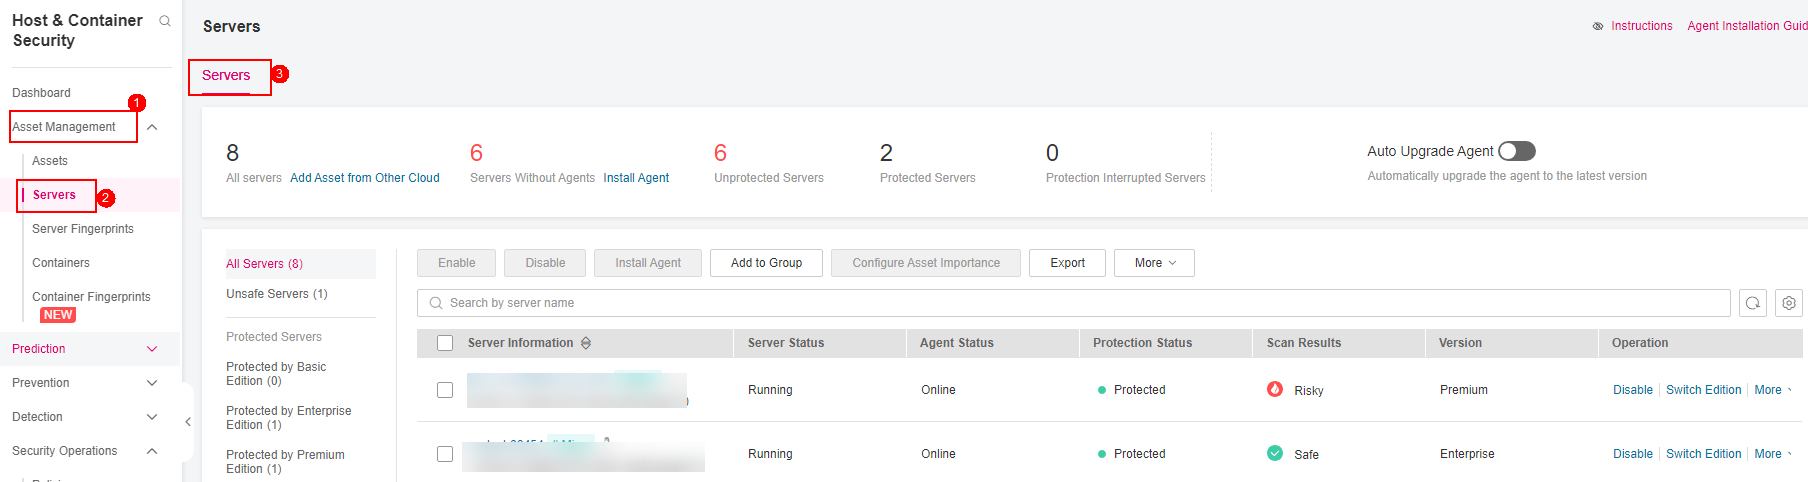 Host & Container
Security
Dashboard
1
Asset Management
Assets
Servers
2
Server Fingerprints
Containers
Container Fingerprints
NEW
Prediction
Prevention
Detection
Security Operations
Servers
Instructions
Agent Installation Guid
Servers
3
8
All servers
Add Asset from Other Cloud
6
Servers Without Agents
Install Agent
6
Unprotected Servers
2
Protected Servers
0
Protection Interrupted Servers
Auto Upgrade Agent
Automatically upgrade the agent to the latest version
All Servers (8)
Unsafe Servers (1)
Protected Servers
Protected by Basic
Edition (0)
Protected by Enterprise
Edition (1)
Protected by Premium
Edition (1)
Enable
Disable
Install Agent
Add to Group
Configure Asset Importance
Export
More
Search by server name
Server Information
Server Status
Agent Status
Protection Status
Scan Results
Version
Operation
Running
Online
Protected
Risky
Premium
Disable
Switch Edition
More
Running
Online
Protected
Safe
Enterprise
Disable
Switch Edition
More